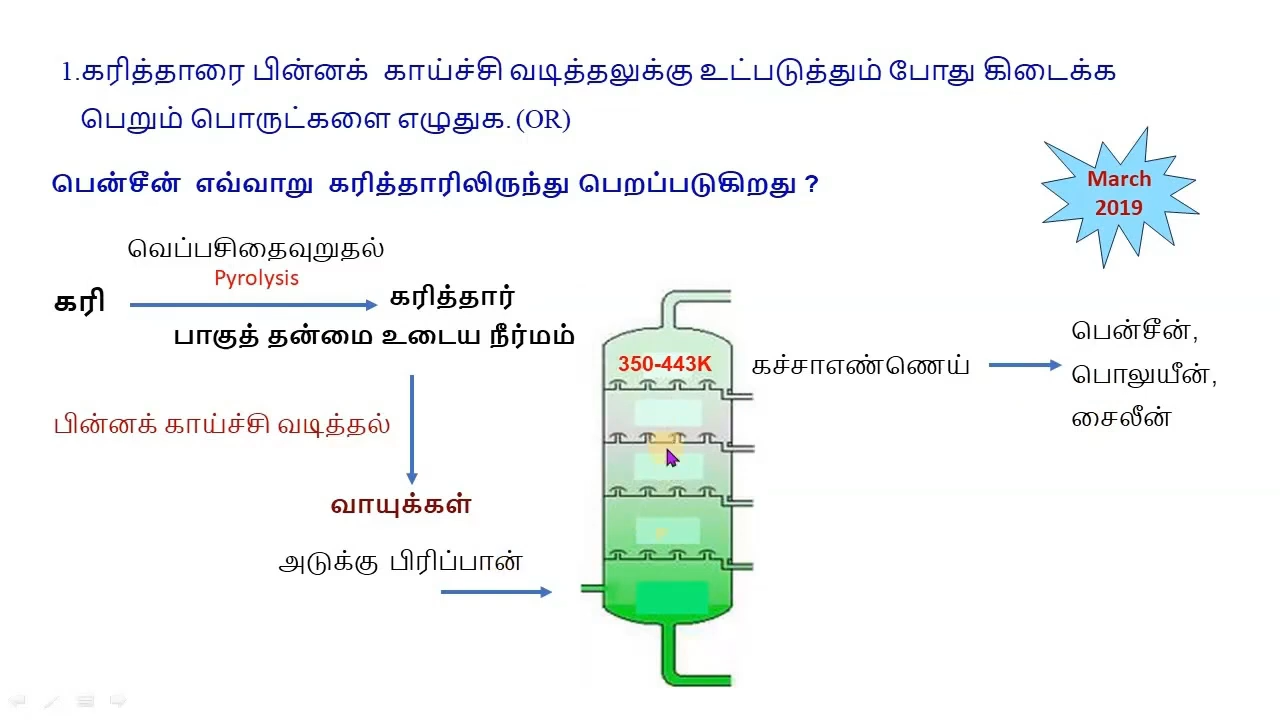 1.கரித்தாரை பின்னக் காய்ச்சி வடித்தலுக்கு உட்படுத்தும் போது கிடைக்க
பெறும் பொருட்களை எழுதுக. (OR)
பென்சீன் எவ்வாறு கரித்தாரிலிருந்து பெறப்படுகிறது ?
March
2019
வெப்பசிதைவுறுதல்
Pyrolysis
கரி
கரித்தார்
பாகுத் தன்மை உடைய நீர்மம்
350-443K
கச்சாஎண்ணெய்
பென்சீன்,
பொலுயீன்,
சைலீன்
பின்னக் காய்ச்சி வடித்தல்
வாயுக்கள்
அடுக்கு பிரிப்பான்